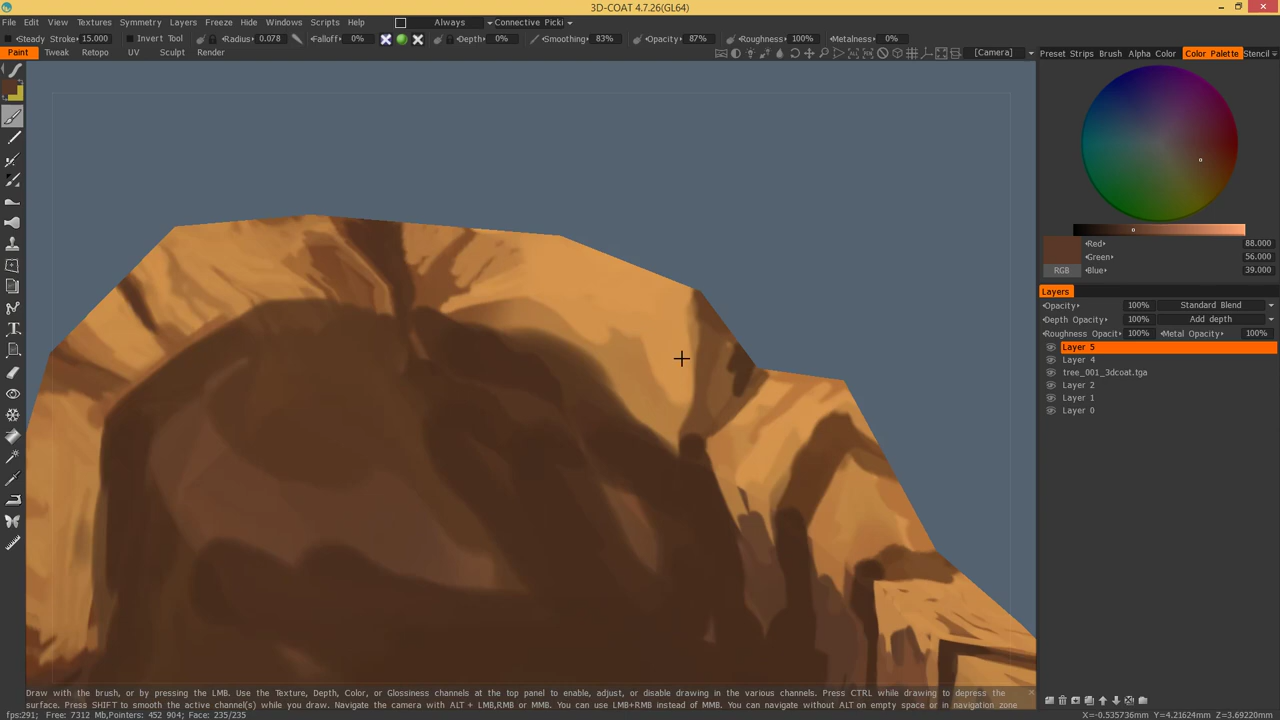 3D-COAT 4.7.26(GL64)
File Edit View Textures Symmetry Layers Freeze Hide Windows Scripts Help Always Connective Picki
Steady Stroke 15.000 Invert Tool Radius 0.078 Falloff 0% Depth 0% Smoothing 83% Opacity 87% Roughness 100% Metalness 0%
Paint Tweak Retopo UV Sculpt Render [Camera] Preset Strips Brush Alpha Color Color Palette Stencil
RGB
Red 88.000
Green 56.000
Blue 39.000
Layers
Opacity 100% Standard Blend
Depth Opacity 100% Add depth
Roughness Opacit 100% Metal Opacity 100%
Layer 5
Layer 4
tree_001_3dcoat.tga
Layer 2
Layer 1
Layer 0
Draw with the brush, or by pressing the LMB. Use the Texture, Depth, Color, or Glossiness channels at the top panel to enable, adjust, or disable drawing in the various channels. Press CTRL while drawing to depress the
surface. Press SHIFT to smooth the active channel(s) while you draw. Navigate the camera with ALT + LMB,RMB or MMB. You can use LMB+RMB instead of MMB. You can navigate without ALT on empty space or in navigation zone
fps:291; Free: 7312 Mb,Pointers: 452 904; Face: 235/235 X=-0.535736m Y=4.21624m Z=3.69220m